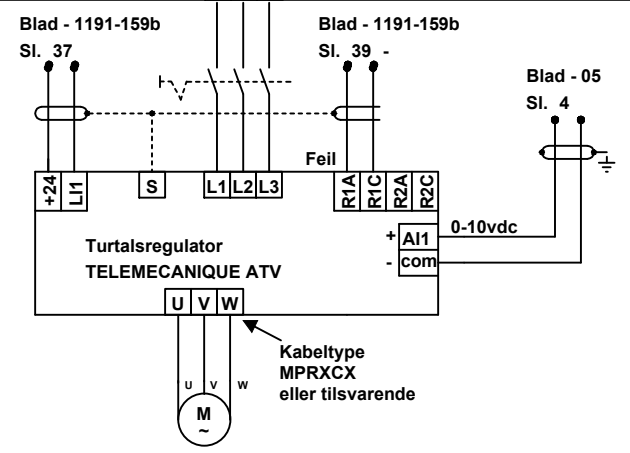 Blad - 1191-159b
Sl. 37
Blad - 1191-159b
Sl. 39 -
Blad - 05
Sl. 4
Feil
+24
LI1
S
L1
L2
L3
R1A
R1C
R2A
R2C
+
AI1
0-10vdc
-
com
Turtalsregulator
TELEMECANIQUE ATV
U
V
W
Kabeltype
MPRXCX
eller tilsvarende
U
V
W
M
~